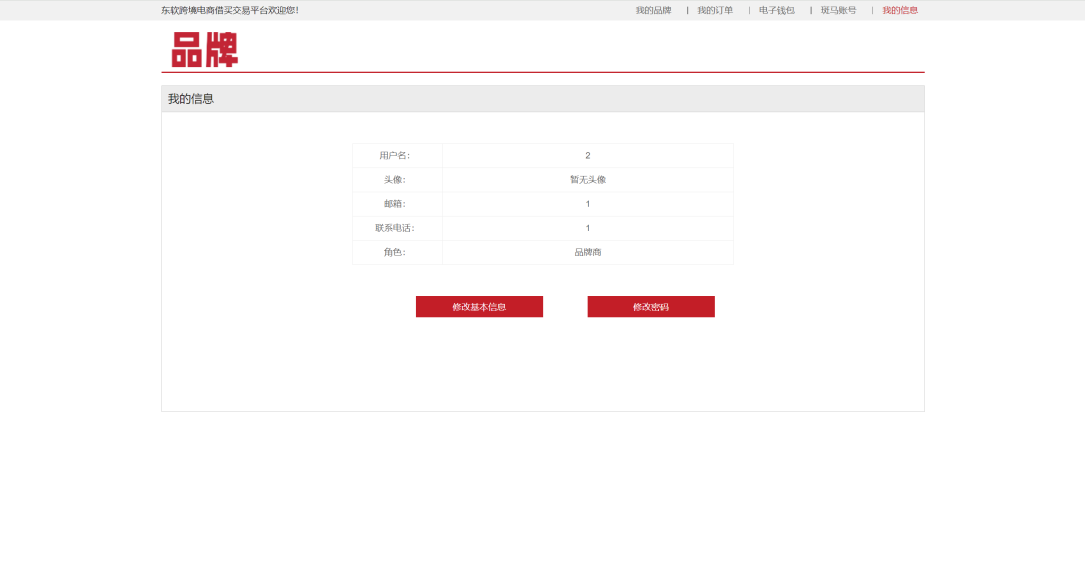 东软跨境电商借买交易平台欢迎您！
我的品牌 | 我的订单 | 电子钱包 | 斑马账号 | 我的信息
品牌
我的信息
用户名： 2
头像： 暂无头像
邮箱： 1
联系电话： 1
角色： 品牌商
修改基本信息 修改密码